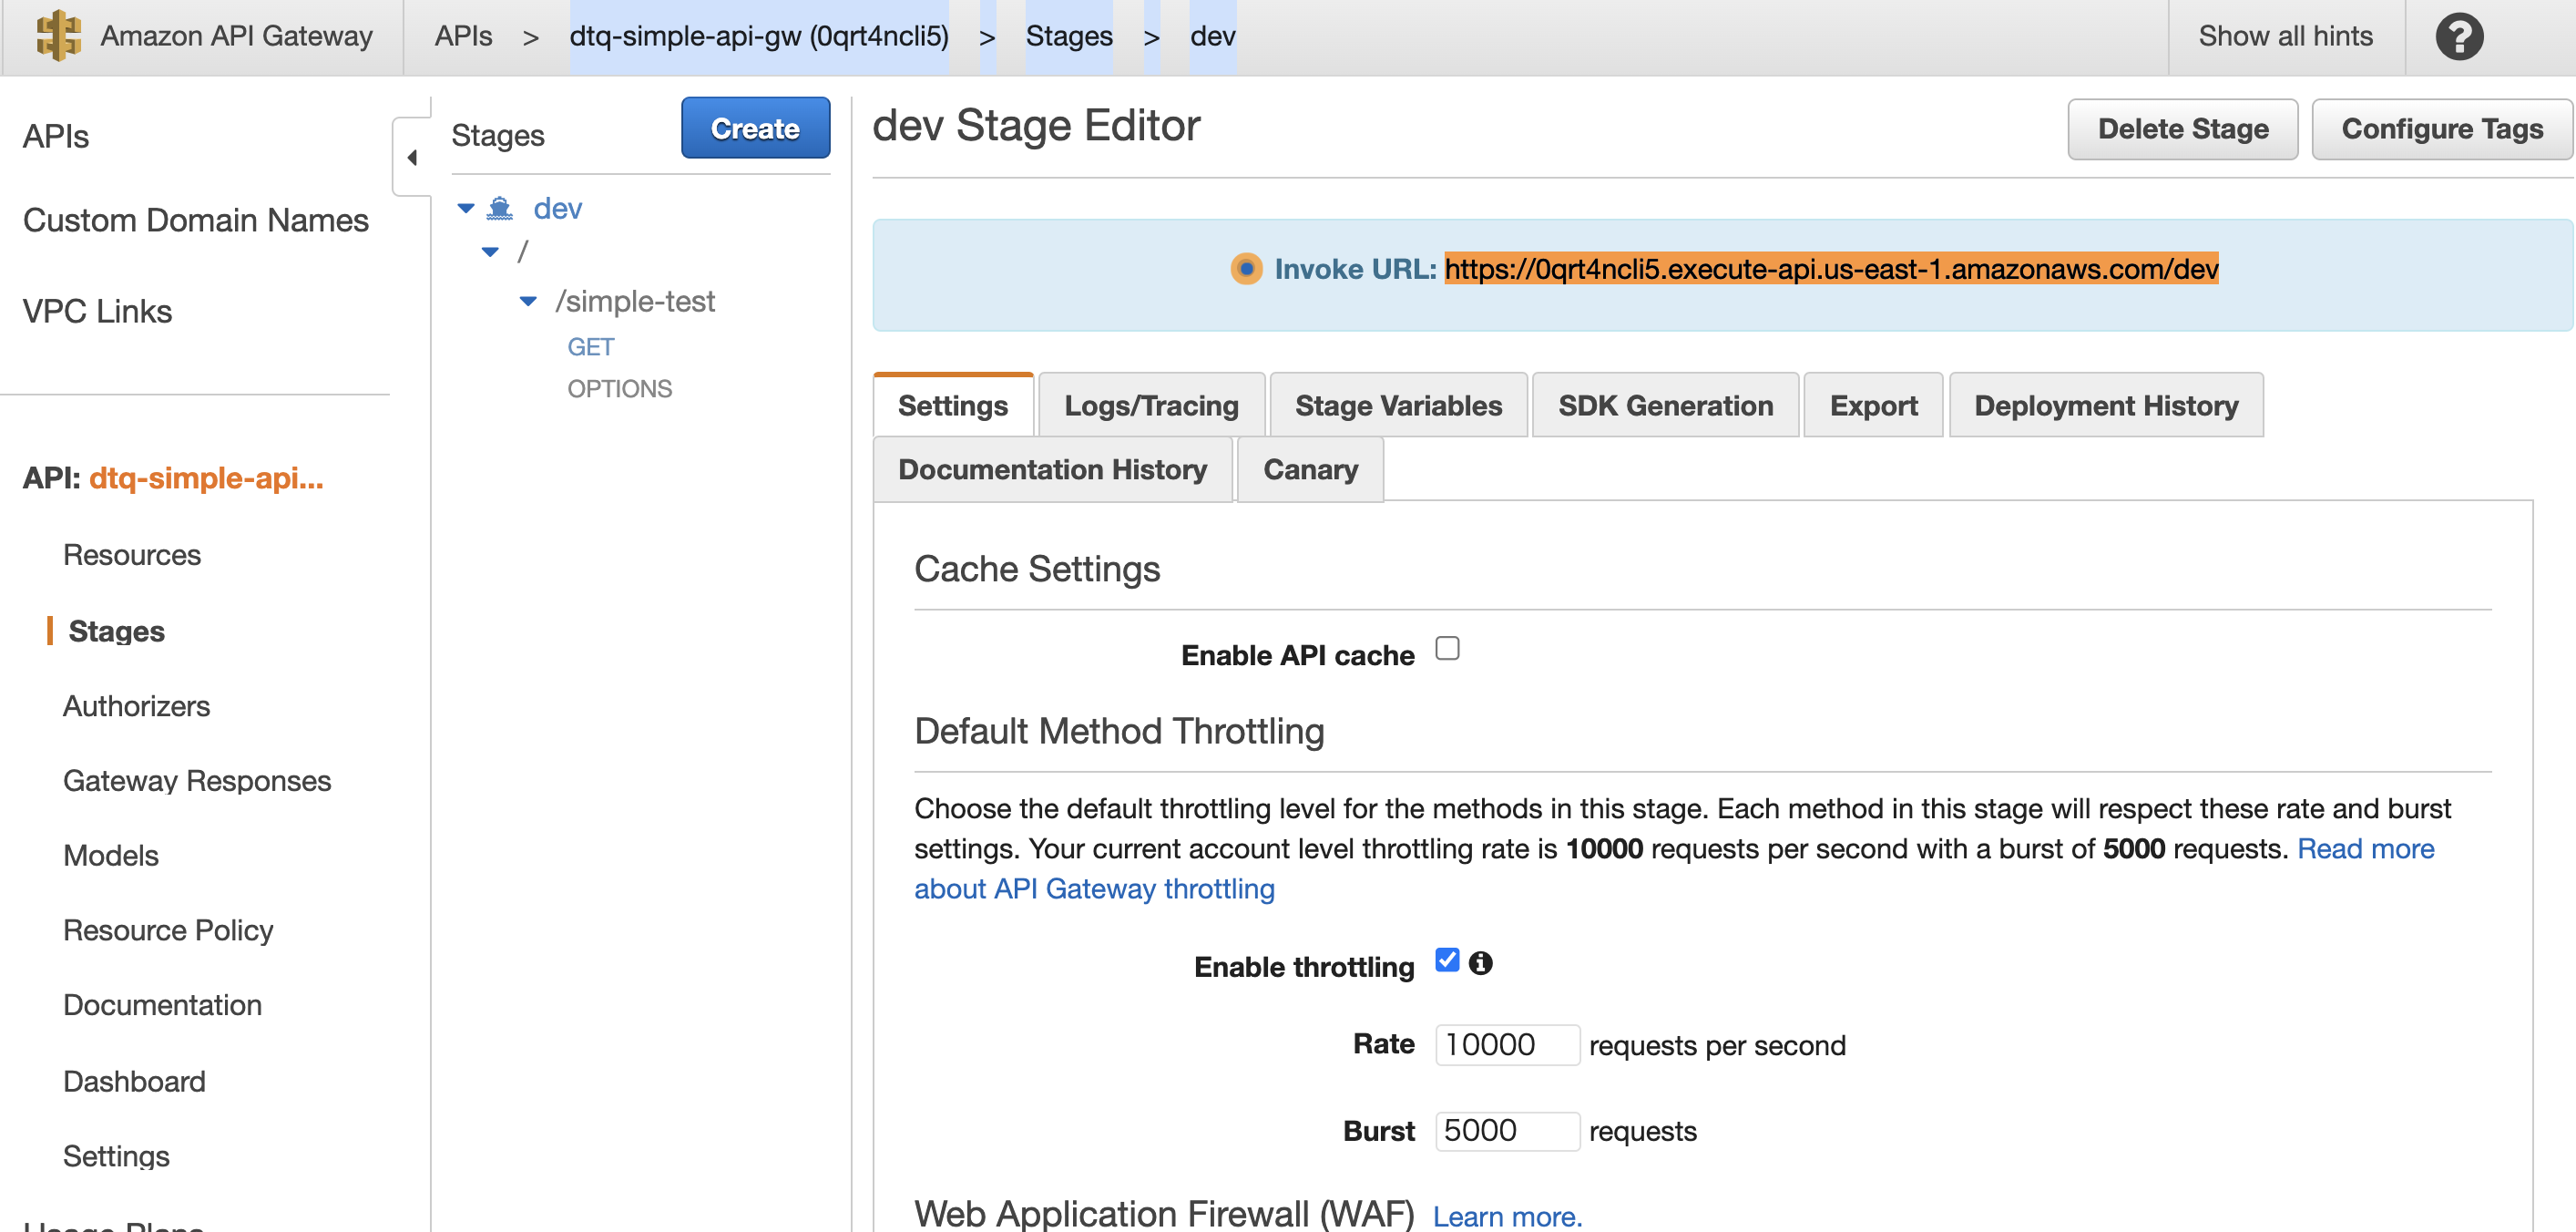 Amazon API Gateway
APIs > dtq-simple-api-gw (0qrt4ncli5) > Stages > dev
Show all hints
?
APIs
Custom Domain Names
VPC Links
API: dtq-simple-api...
Resources
Stages
Authorizers
Gateway Responses
Models
Resource Policy
Documentation
Dashboard
Settings
Usage Plans
Stages
Create
dev
/
/simple-test
GET
OPTIONS
dev Stage Editor
Delete Stage
Configure Tags
Invoke URL: https://0qrt4ncli5.execute-api.us-east-1.amazonaws.com/dev
Settings
Logs/Tracing
Stage Variables
SDK Generation
Export
Deployment History
Documentation History
Canary
Cache Settings
Enable API cache
Default Method Throttling
Choose the default throttling level for the methods in this stage. Each method in this stage will respect these rate and burst
settings. Your current account level throttling rate is 10000 requests per second with a burst of 5000 requests. Read more
about API Gateway throttling
Enable throttling
Rate 10000 requests per second
Burst 5000 requests
Web Application Firewall (WAF) Learn more.